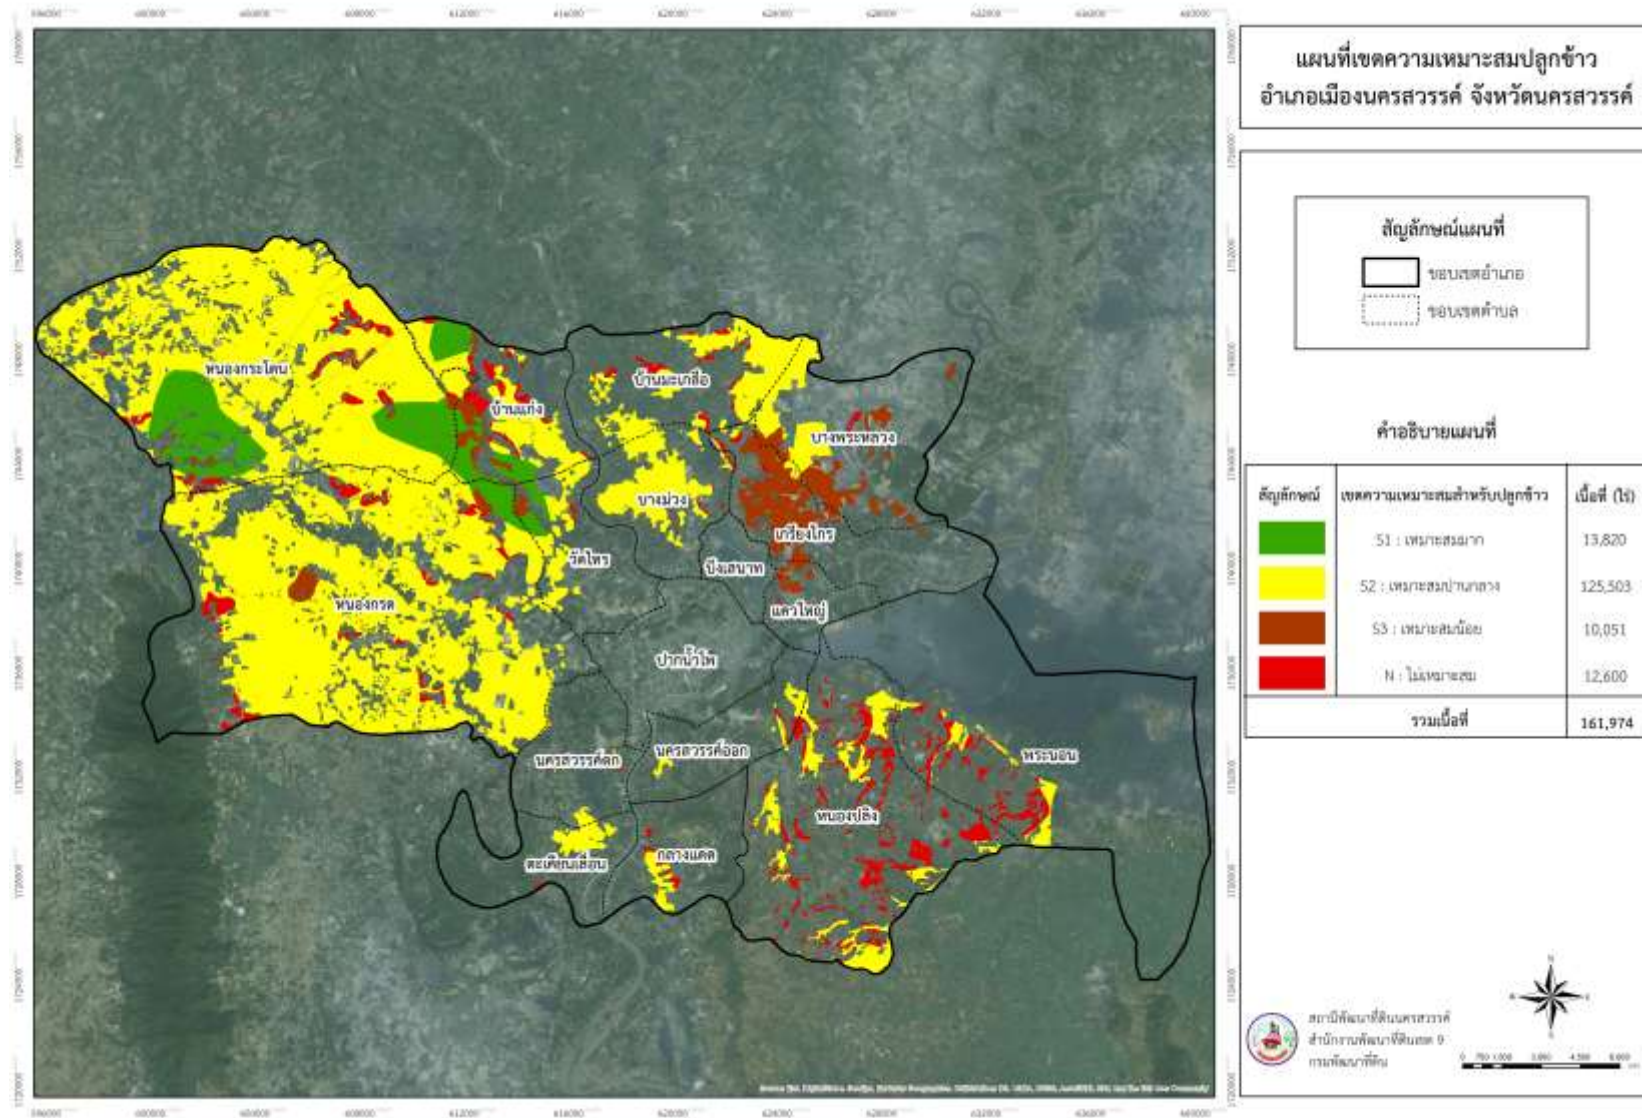 แผนที่เขตความเหมาะสมปลูกข้าว
อำเภอเมืองนครสวรรค์ จังหวัดนครสวรรค์
สัญลักษณ์แผนที่
ขอบเขตอำเภอ
ขอบเขตตำบล
คำอธิบายแผนที่
สัญลักษณ์ เขตความเหมาะสมสำหรับปลูกข้าว เนื้อที่ (ไร่)
S1 : เหมาะสมมาก 13,820
S2 : เหมาะสมปานกลาง 125,503
S3 : เหมาะสมน้อย 10,051
N : ไม่เหมาะสม 12,600
รวมเนื้อที่ 161,974
หนองกระโดน
บ้านแก่ง
บ้านมะเกลือ
บางพระหลวง
บางม่วง
เกรียงไกร
วัดไทร
บึงเสนาท
หนองกรด
แควใหญ่
ปากน้ำโพ
นครสวรรค์ตก
นครสวรรค์ออก
พระนอน
หนองปลิง
ตะเคียนเลื่อน
กลางแดด
สถานีพัฒนาที่ดินนครสวรรค์
สำนักงานพัฒนาที่ดินเขต 9
กรมพัฒนาที่ดิน